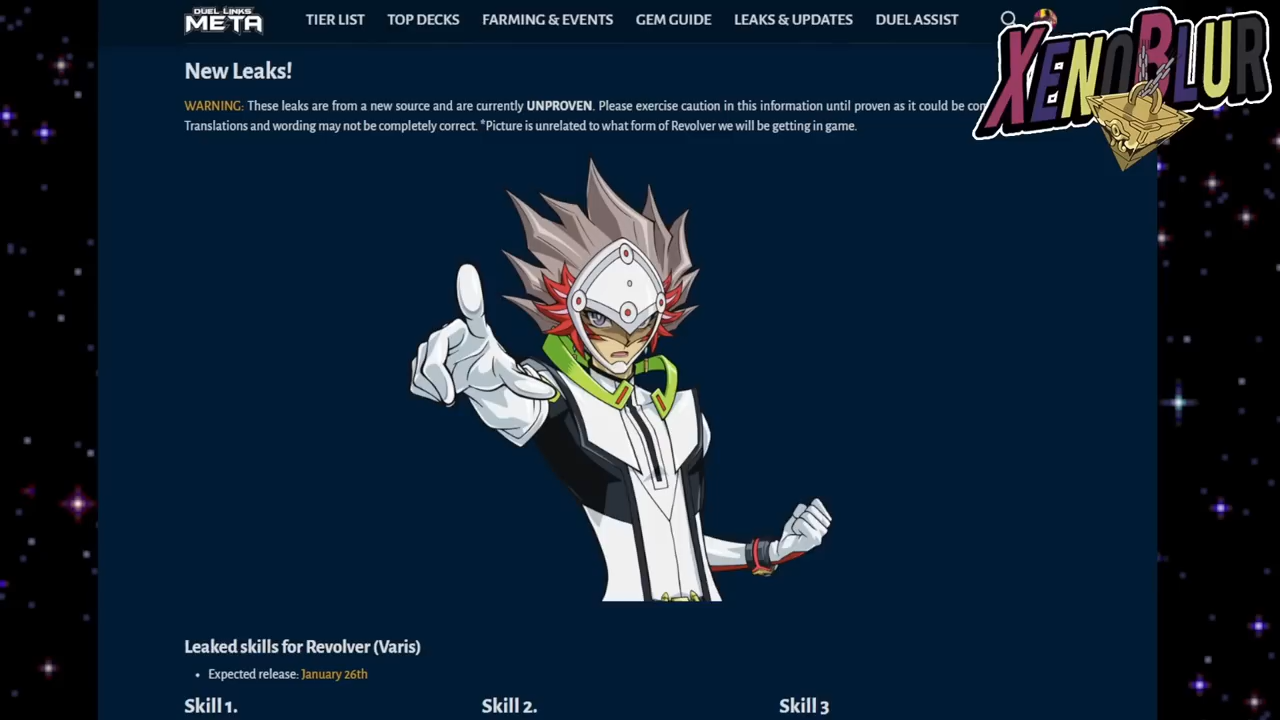 DUEL LINKS
META
TIER LIST TOP DECKS FARMING & EVENTS GEM GUIDE LEAKS & UPDATES DUEL ASSIST
XENOBLUR
New Leaks!
WARNING: These leaks are from a new source and are currently UNPROVEN. Please exercise caution in this information until proven as it could be
Translations and wording may not be completely correct. *Picture is unrelated to what form of Revolver we will be getting in game.
Leaked skills for Revolver (Varis)
• Expected release: January 26th
Skill 1. Skill 2. Skill 3